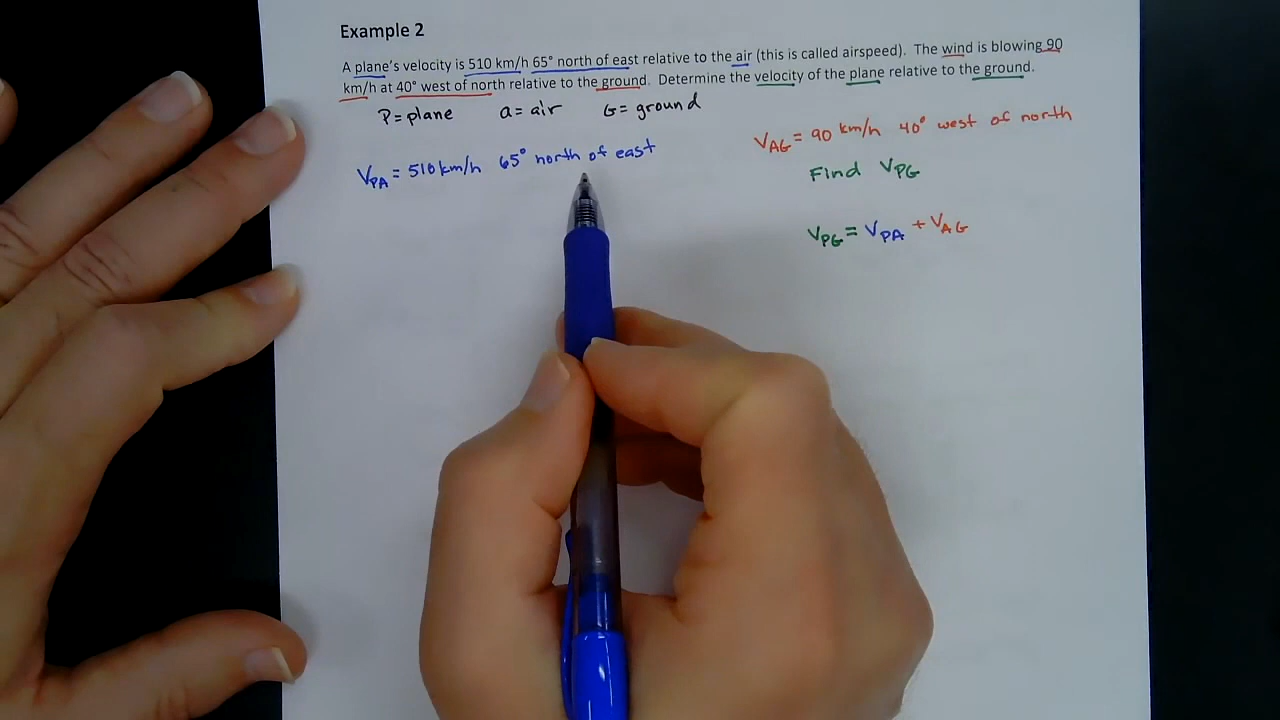 Example 2
A plane's velocity is 510 km/h 65° north of east relative to the air (this is called airspeed). The wind is blowing 90
km/h at 40° west of north relative to the ground. Determine the velocity of the plane relative to the ground.
P = plane a = air G = ground
VPA = 510 km/h 65° north of east
VAG = 90 km/h 40° west of north
Find VPG
VPG = VPA + VAG